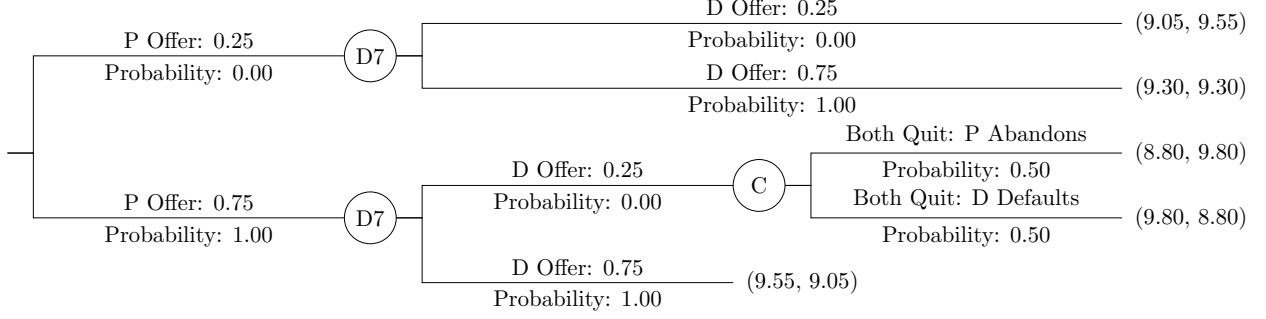 D Offer: 0.25
(9.05, 9.55)
P Offer: 0.25
Probability: 0.00
D7
Probability: 0.00
D Offer: 0.75
(9.30, 9.30)
Probability: 1.00
Both Quit: P Abandons
(8.80, 9.80)
D Offer: 0.25
Probability: 0.50
C
P Offer: 0.75
Probability: 0.00
Both Quit: D Defaults
D7
(9.80, 8.80)
Probability: 1.00
Probability: 0.50
D Offer: 0.75
(9.55, 9.05)
Probability: 1.00